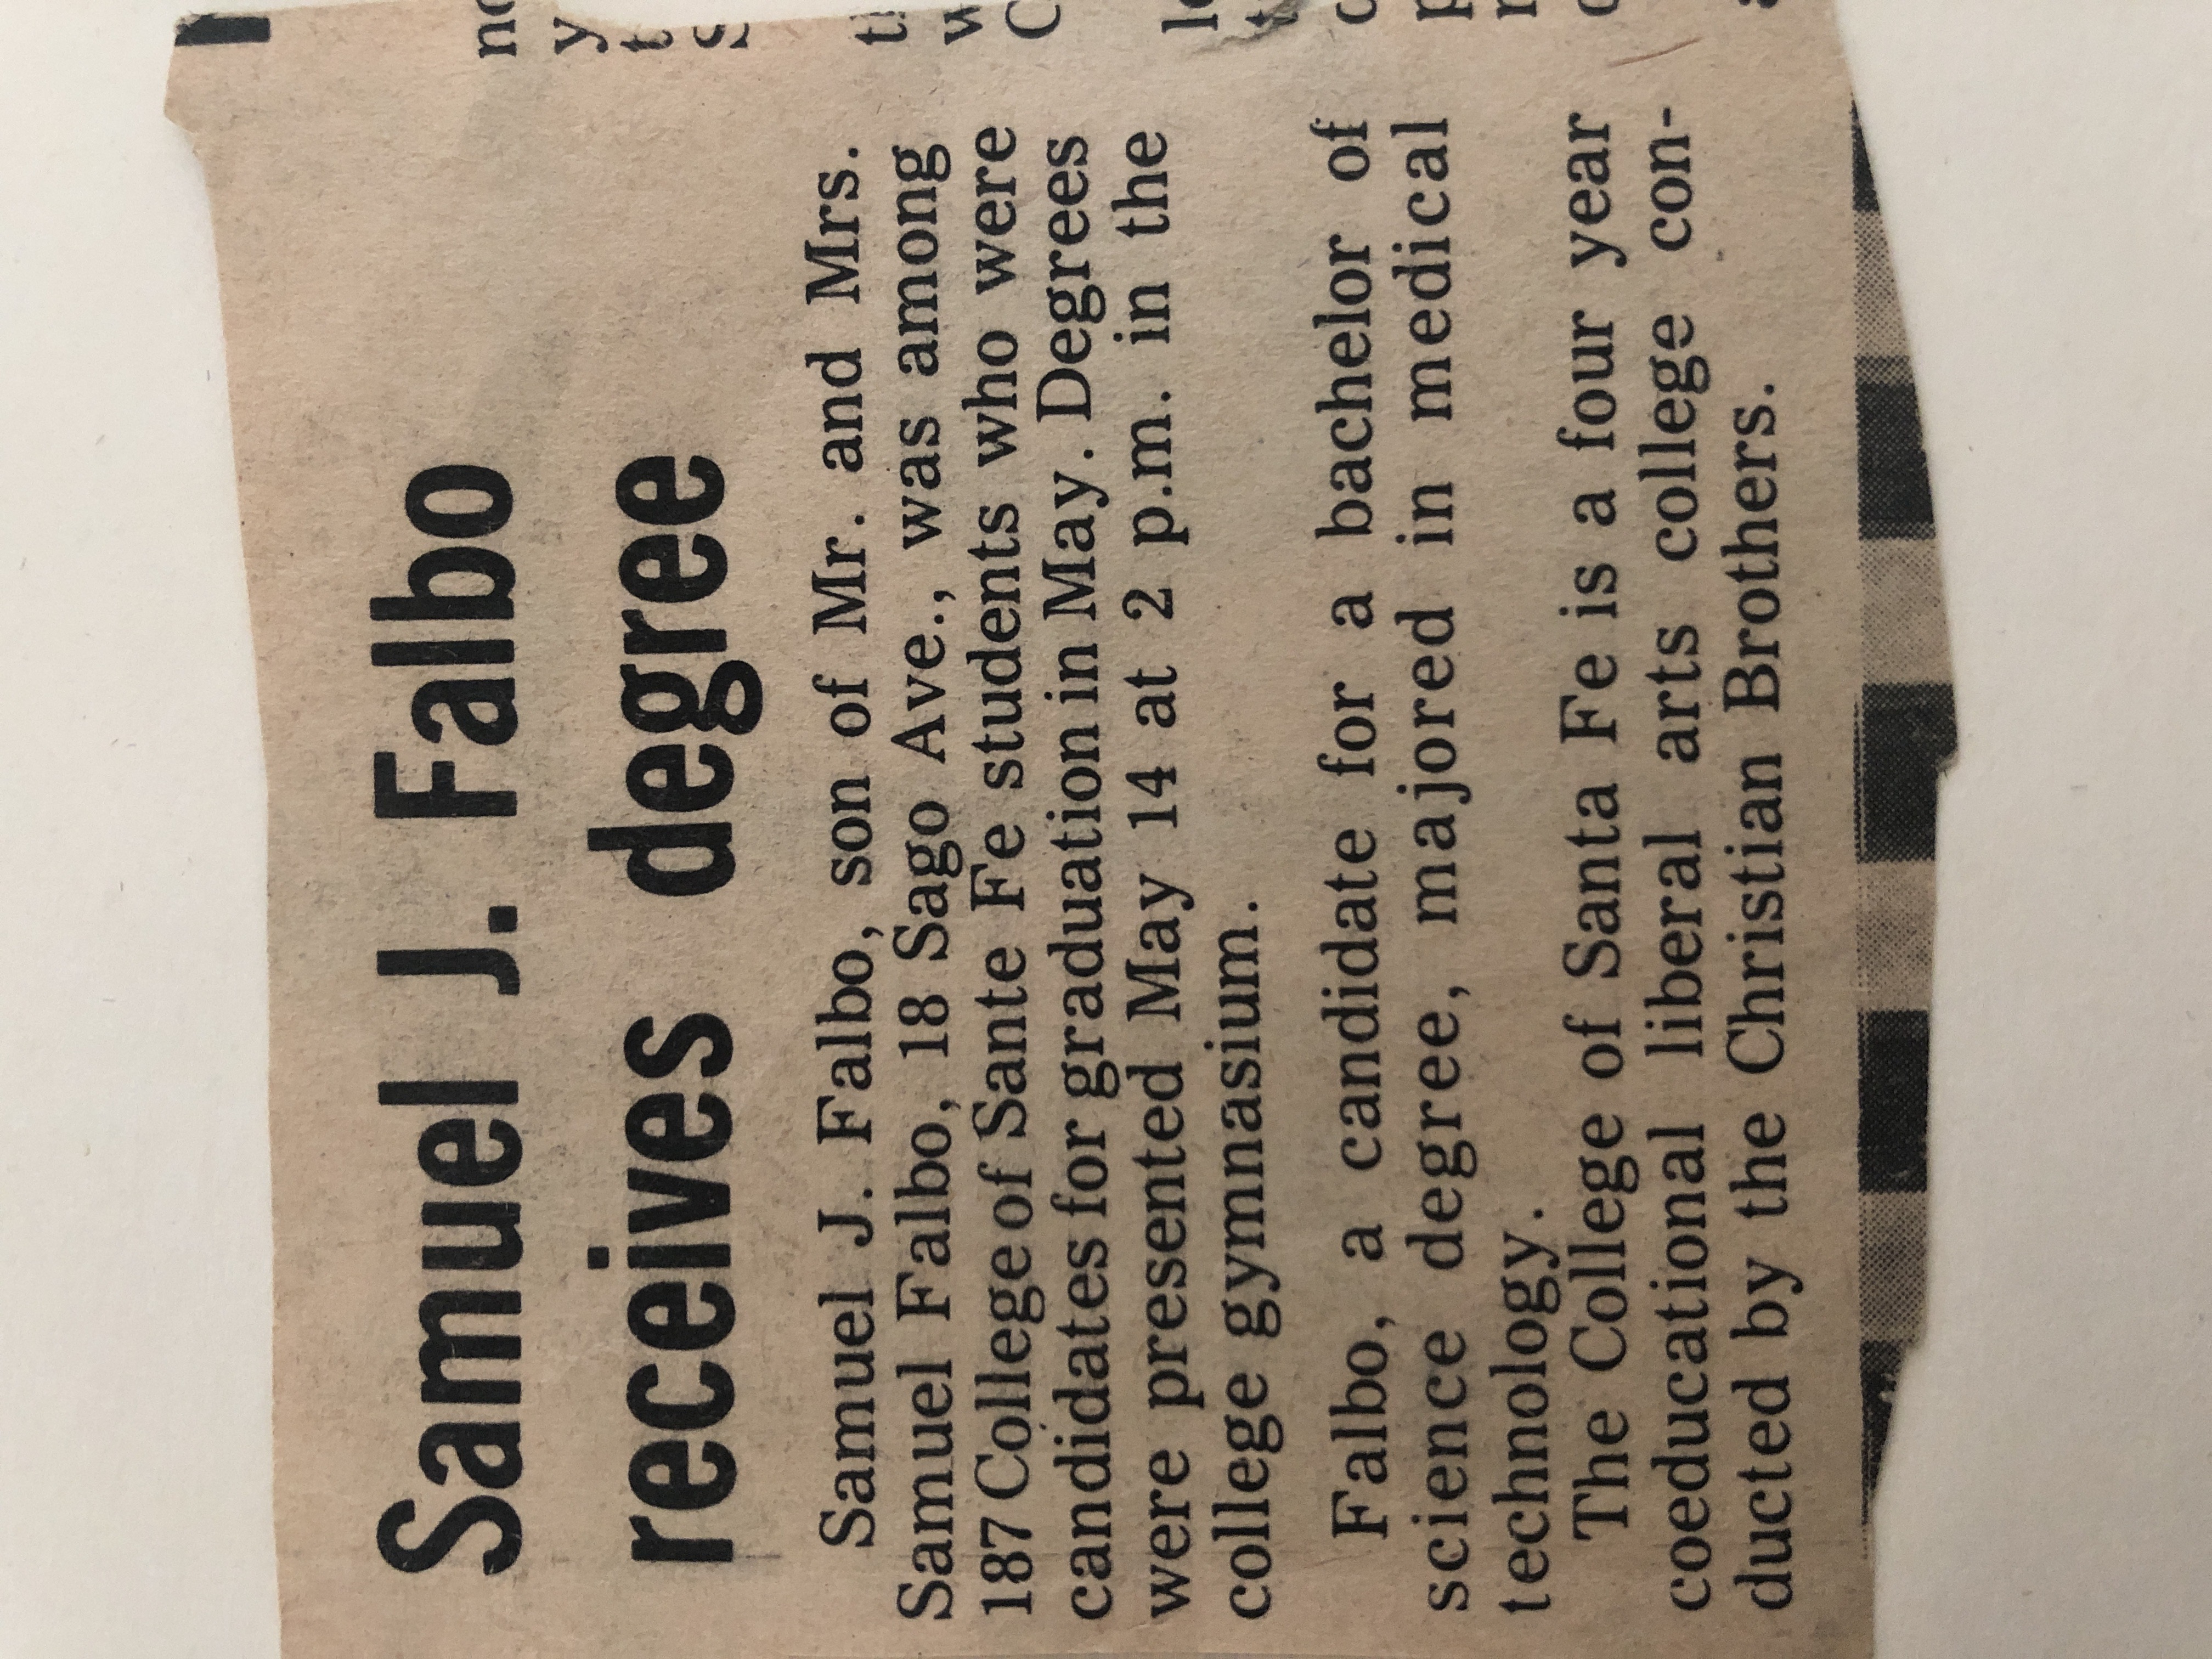 Samuel J. Falbo
receives degree
Samuel J. Falbo, son of Mr. and Mrs.
Samuel Falbo, 18 Sago Ave., was among
187 College of Sante Fe students who were
candidates for graduation in May. Degrees
were presented May 14 at 2 p.m. in the
college gymnasium.
Falbo, a candidate for a bachelor of
science degree, majored in medical
technology.
The College of Santa Fe is a four year
coeducational liberal arts college con-
ducted by the Christian Brothers.